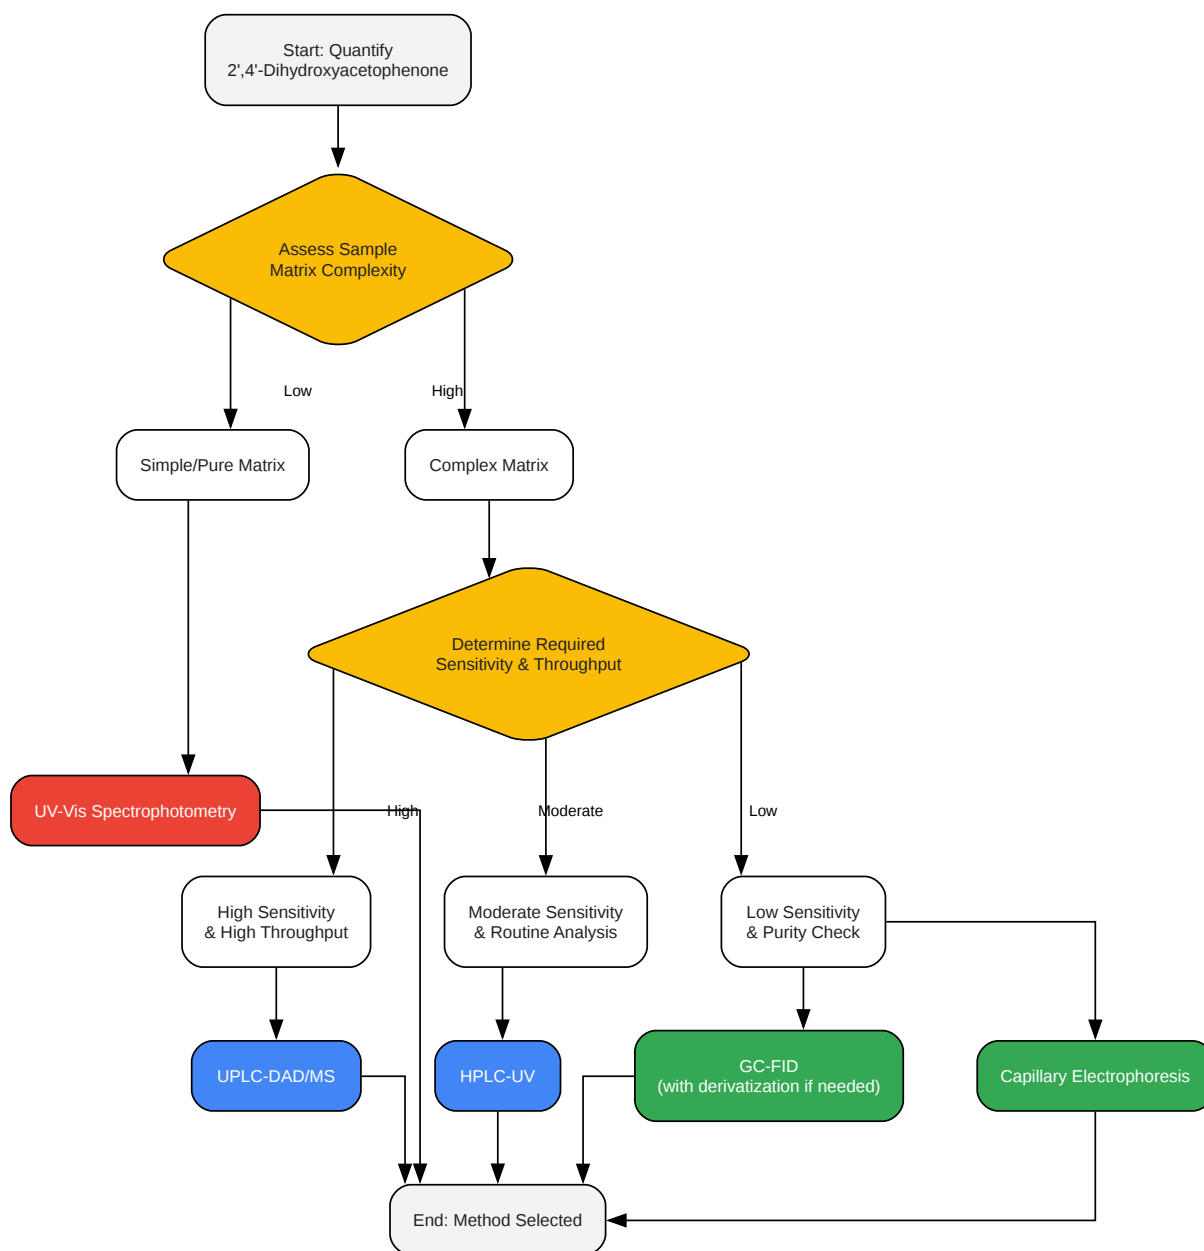 Start: Quantify
2',4'-Dihydroxyacetophenone
Assess Sample
Matrix Complexity
Low
High
Simple/Pure Matrix
Complex Matrix
Determine Required
Sensitivity & Throughput
UV-Vis Spectrophotometry
High
Moderate
Low
High Sensitivity
& High Throughput
Moderate Sensitivity
& Routine Analysis
Low Sensitivity
& Purity Check
UPLC-DAD/MS
HPLC-UV
GC-FID
(with derivatization if needed)
Capillary Electrophoresis
End: Method Selected